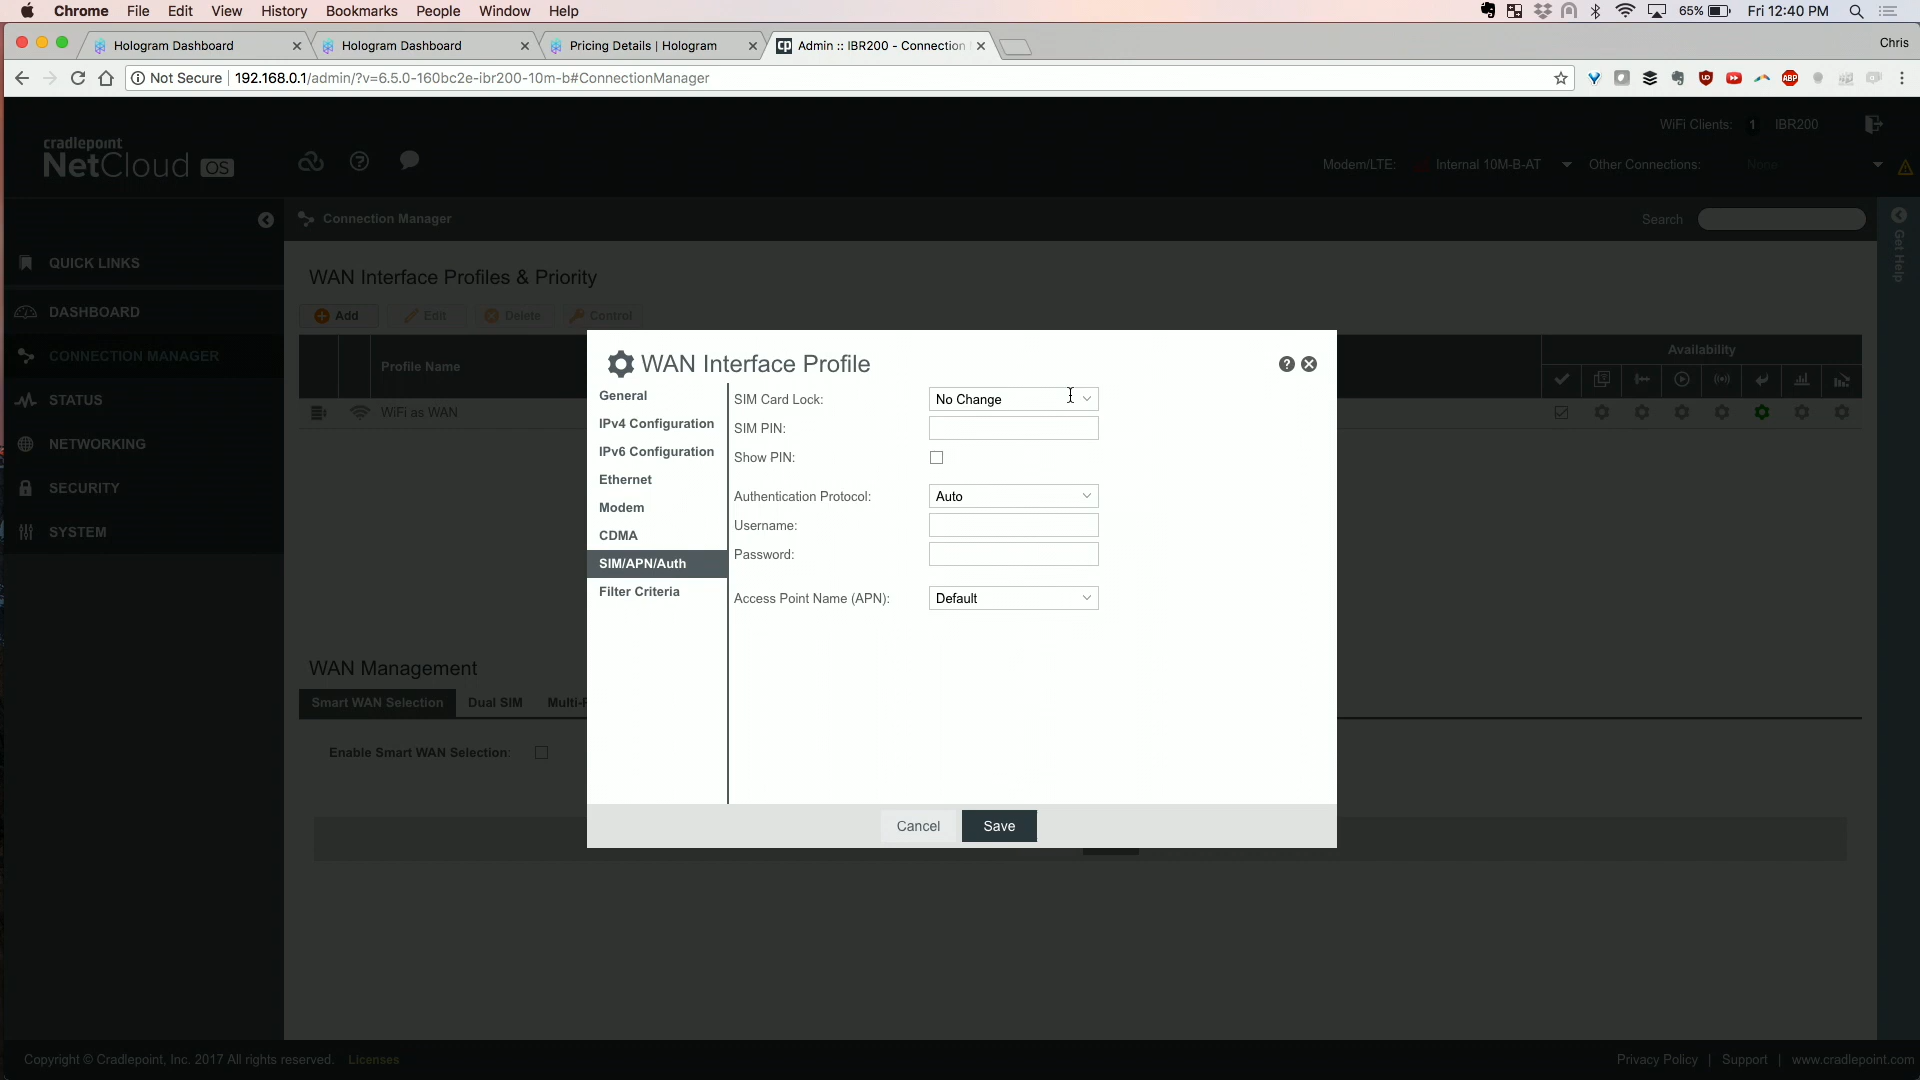 Chrome File Edit View History Bookmarks People Window Help 65% Fri 12:40 PM
Hologram Dashboard Hologram Dashboard Pricing Details | Hologram Admin :: IBR200 - Connection Chris
Not Secure 192.168.0.1/admin/?v=6.5.0-160bc2e-ibr200-10m-b#ConnectionManager
WiFi Clients: 1 IBR200
cradlepoint
NetCloud OS
Modem/LTE: Internal 10M-B-AT Other Connections: None
Connection Manager Search
Get Help
QUICK LINKS
DASHBOARD
CONNECTION MANAGER
STATUS
NETWORKING
SECURITY
SYSTEM
WAN Interface Profiles & Priority
Add Edit Delete Control
Profile Name Availability
WiFi as WAN
WAN Interface Profile
General
IPv4 Configuration
IPv6 Configuration
Ethernet
Modem
CDMA
SIM/APN/Auth
Filter Criteria
SIM Card Lock: No Change
SIM PIN:
Show PIN:
Authentication Protocol: Auto
Username:
Password:
Access Point Name (APN): Default
Cancel Save
WAN Management
Smart WAN Selection Dual SIM
Enable Smart WAN Selection:
Copyright © Cradlepoint, Inc. 2017 All rights reserved. Licenses
Privacy Policy | Support | www.cradlepoint.com